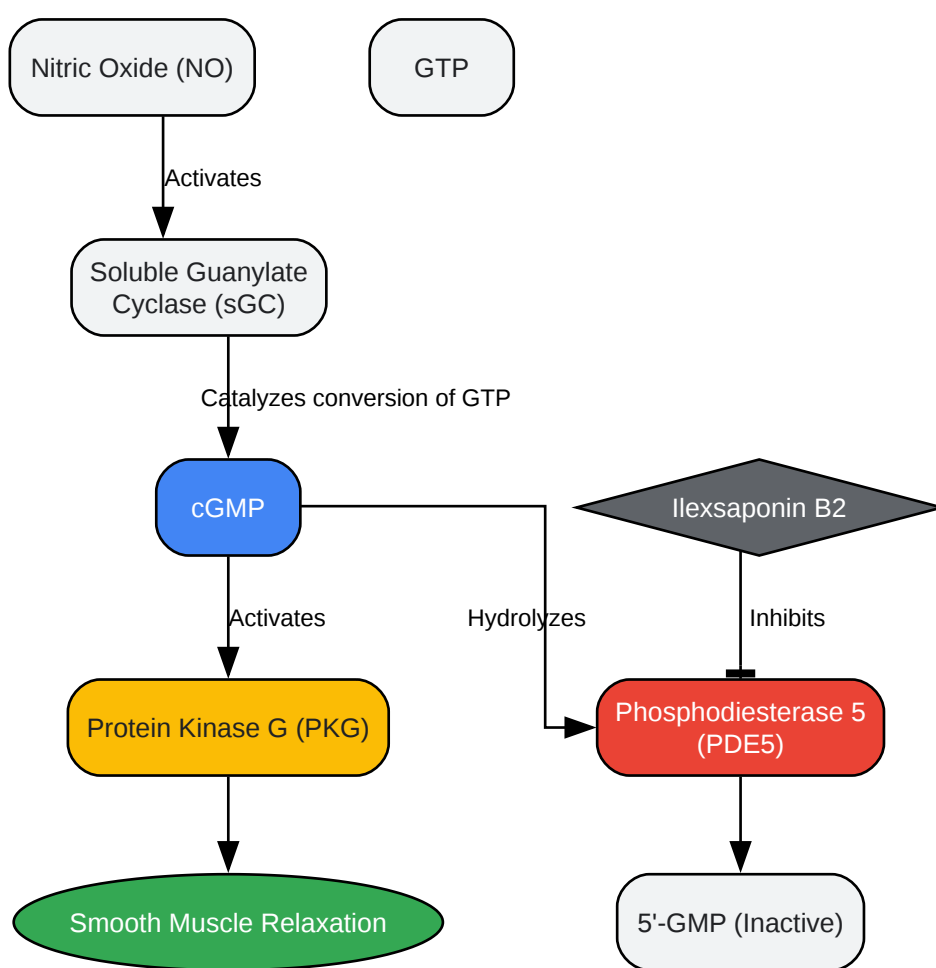 Nitric Oxide (NO)
GTP
Activates
Soluble Guanylate
Cyclase (sGC)
Catalyzes conversion of GTP
cGMP
Ilexsaponin B2
Activates
Hydrolyzes
Inhibits
Protein Kinase G (PKG)
Phosphodiesterase 5
(PDE5)
Smooth Muscle Relaxation
5'-GMP (Inactive)